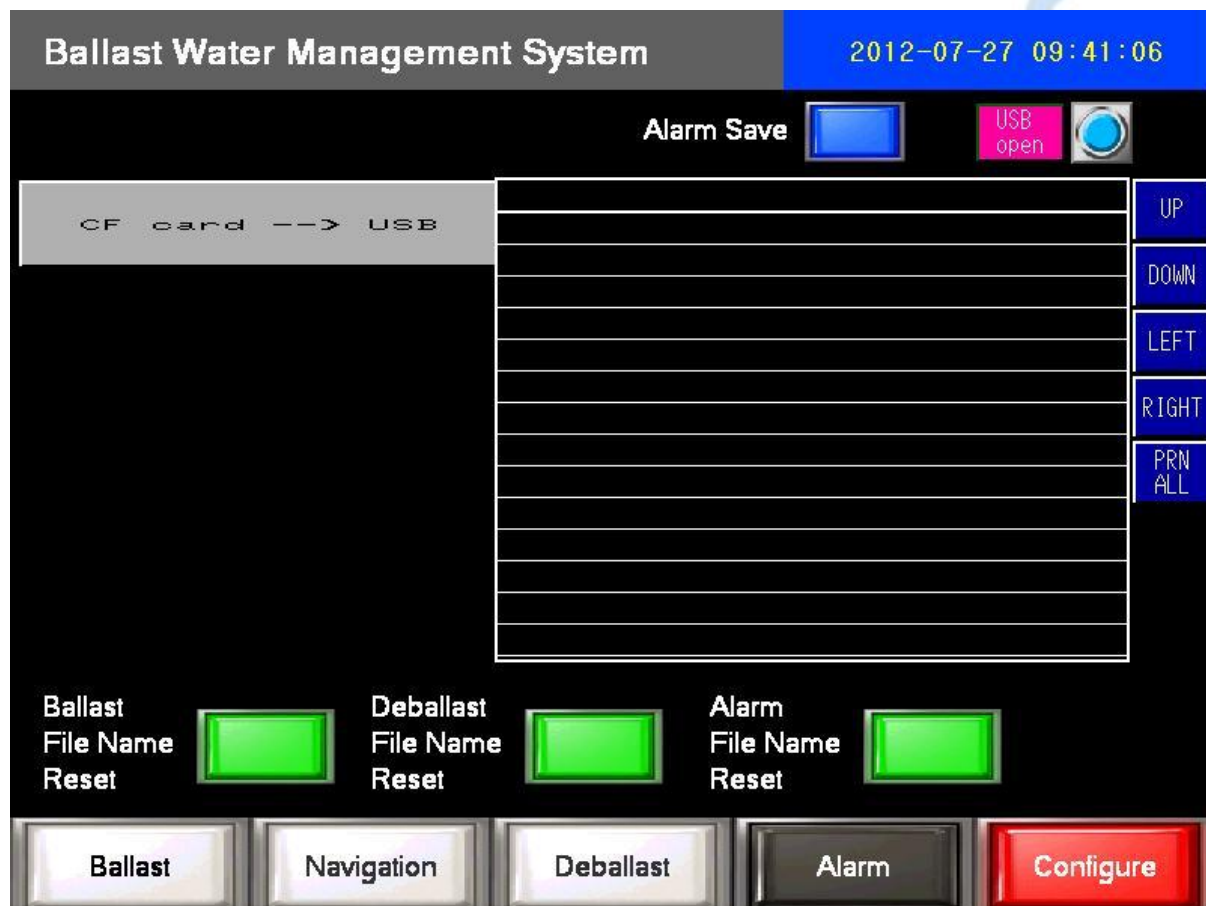 Ballast Water Management System
2012-07-27 09:41:06
Alarm Save
USB
open
CF card --> USB
UP
DOWN
LEFT
RIGHT
PRN
ALL
Ballast
File Name
Reset
Deballast
File Name
Reset
Alarm
File Name
Reset
Ballast
Navigation
Deballast
Alarm
Configure